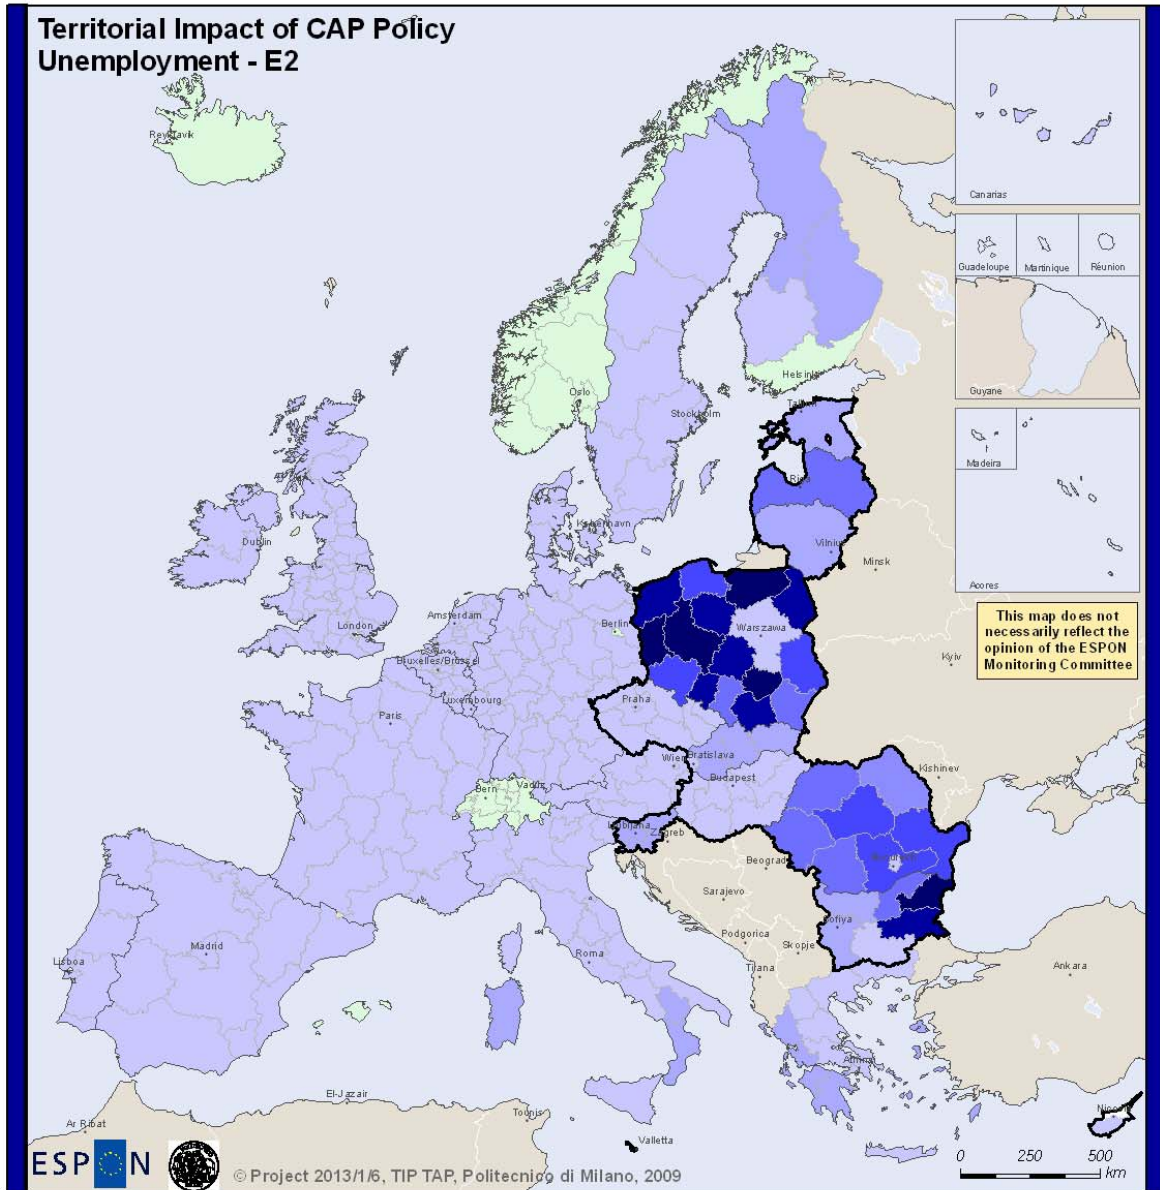 Territorial Impact of CAP Policy
Unemployment - E2
Reykjavik
Canarias
Guadeloupe
Martinique
Réunion
Guyane
Madeira
Acores
This map does not
necessarily reflect the
opinion of the ESPON
Monitoring Committee
Oslo
Helsinki
Stockholm
Tallinn
Riga
København
Vilnius
Minsk
Dublin
Amsterdam
London
Berlin
Warszawa
Bruxelles/Brussel
Kyiv
Luxembourg
Praha
Paris
Wien
Bratislava
Budapest
Kishinev
Bern
Vaduz
Ljubljana
Zagreb
Beograd
Sarajevo
Sofiya
Podgorica
Skopje
Madrid
Roma
Lisboa
Tirana
Ankara
El-Jazair
Ar Ribat
Tounis
Valletta
ESPON
© Project 2013/1/6, TIP TAP, Politecnico di Milano, 2009
0 250 500
km